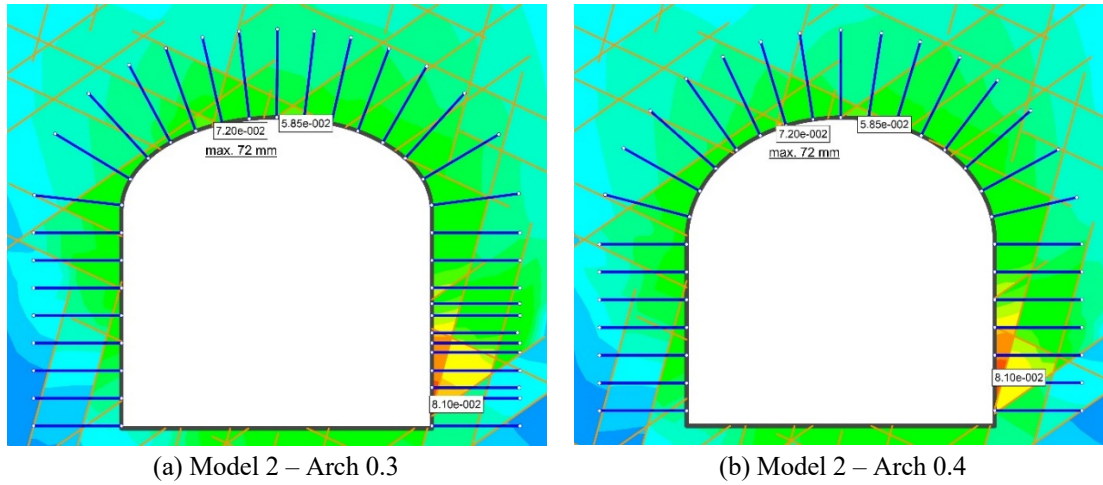 7.20e-002
5.85e-002
max. 72 mm
8.10e-002
7.20e-002
5.85e-002
max. 72 mm
8.10e-002
(a) Model 2 – Arch 0.3
(b) Model 2 – Arch 0.4